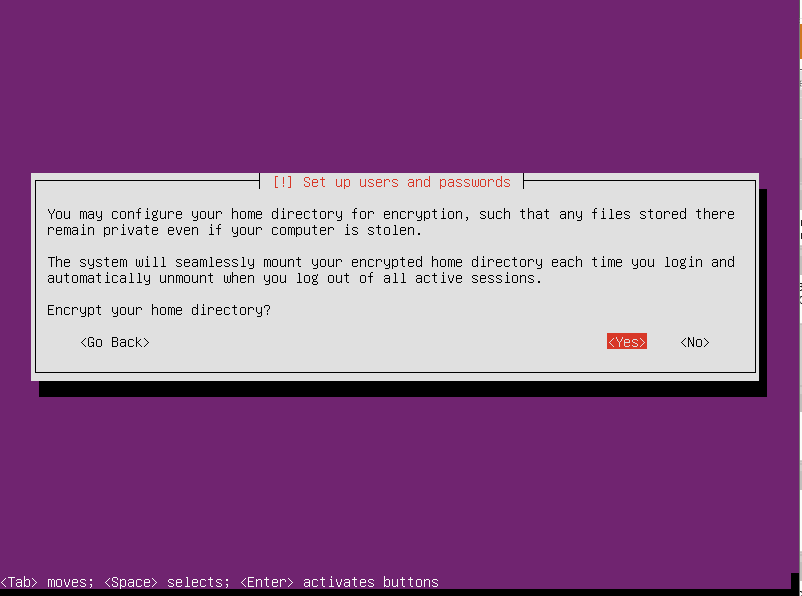 [!] Set up users and passwords
You may configure your home directory for encryption, such that any files stored there
remain private even if your computer is stolen.
The system will seamlessly mount your encrypted home directory each time you login and
automatically unmount when you log out of all active sessions.
Encrypt your home directory?
<Go Back> <Yes> <No>
<Tab> moves; <Space> selects; <Enter> activates buttons